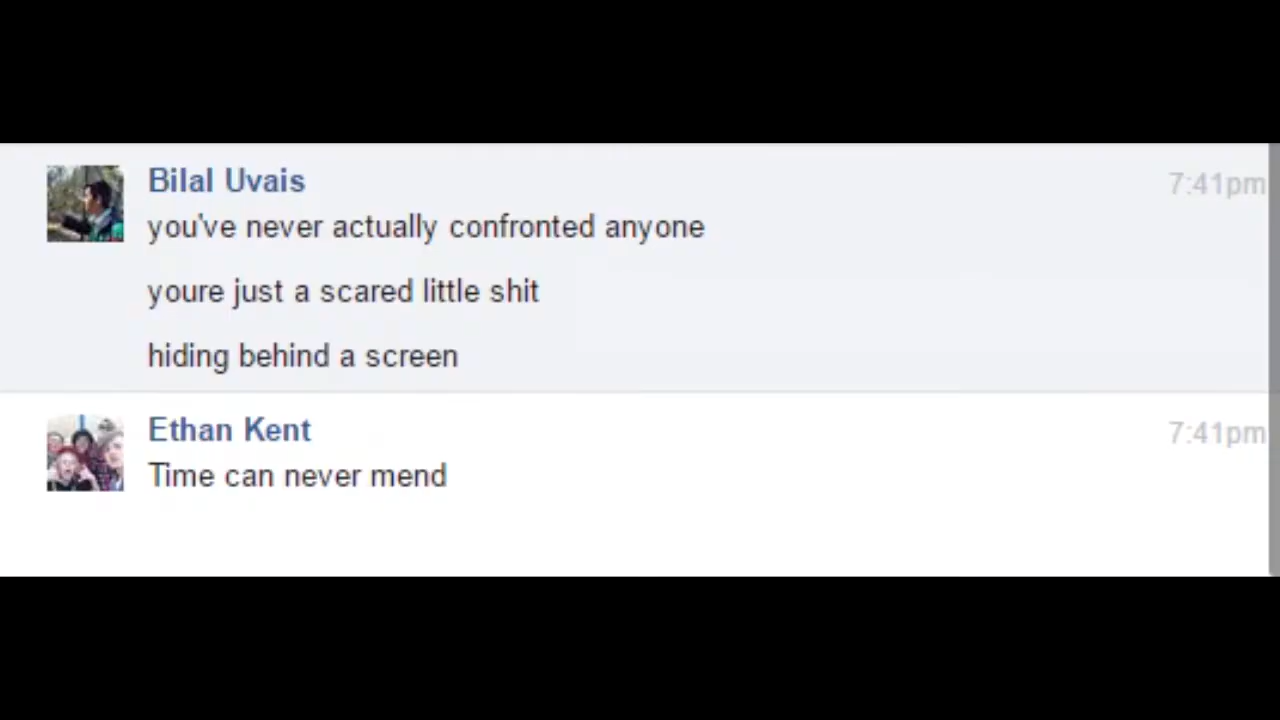 Bilal Uvais
7:41pm
you've never actually confronted anyone
youre just a scared little shit
hiding behind a screen
Ethan Kent
7:41pm
Time can never mend